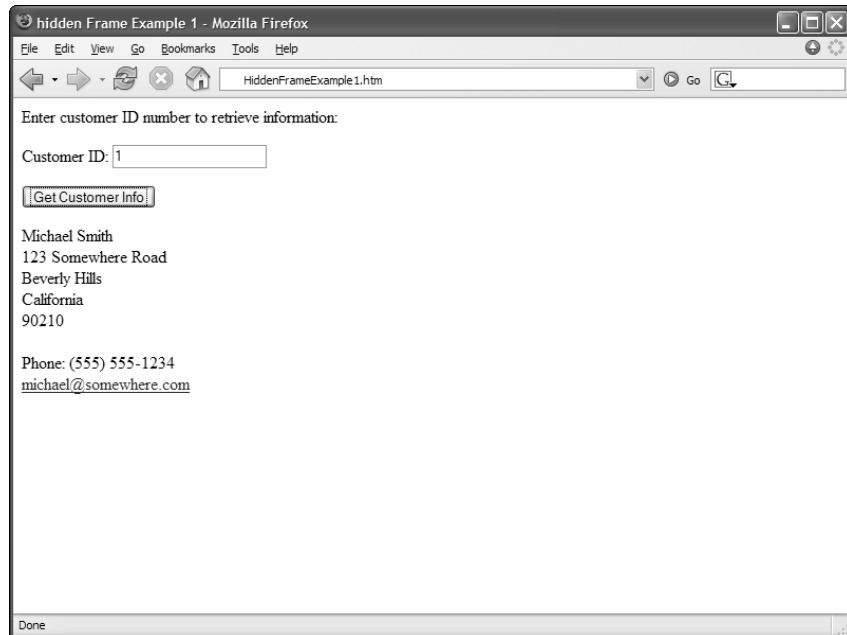 hidden Frame Example 1 - Mozilla Firefox
File Edit View Go Bookmarks Tools Help
HiddenFrameExample1.htm Go G
Enter customer ID number to retrieve information:
Customer ID: 1
Get Customer Info
Michael Smith
123 Somewhere Road
Beverly Hills
California
90210
Phone: (555) 555-1234
michael@somewhere.com
Done